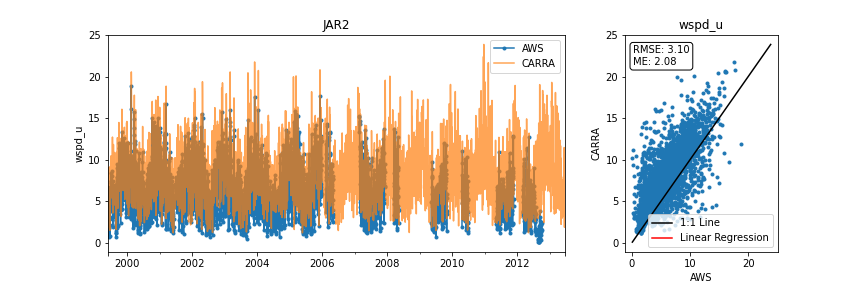 JAR2
25
20
15
10
5
0
wspd_u
AWS
CARRA
2000
2002
2004
2006
2008
2010
2012
wspd_u
25
20
15
10
5
0
CARRA
RMSE: 3.10
ME: 2.08
1:1 Line
Linear Regression
0
10
20
AWS